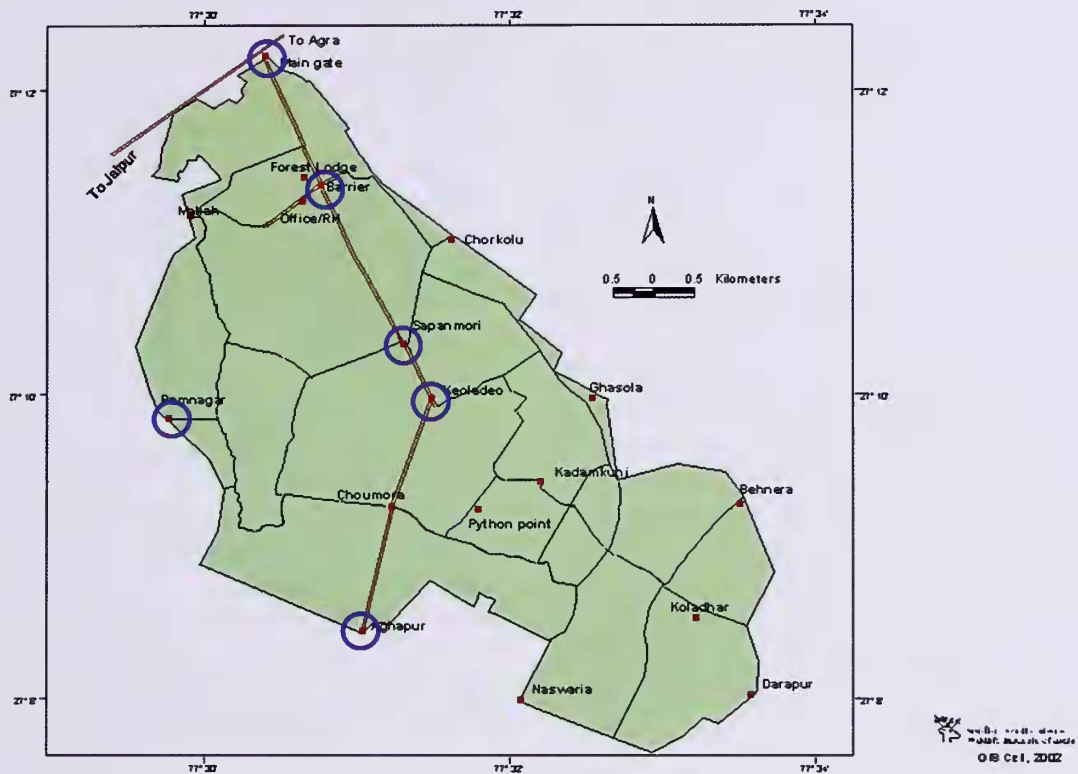 77° 30'
77° 32'
77° 34'
To Agra
Main gate
27° 12'
27° 12'
To Jaipur
Forest Lodge
Barrier
Mallah
Office/RH
Chorkolu
N
0.5 0 0.5 Kilometers
Sapanmori
Keoladeo
Ghasola
27° 10'
27° 10'
Ramnagar
Kadamkunj
Behnera
Choumora
Python point
Koladhar
Aghapur
Naswaria
Darapur
27° 8'
27° 8'
77° 30'
77° 32'
77° 34'
Cell, 2002